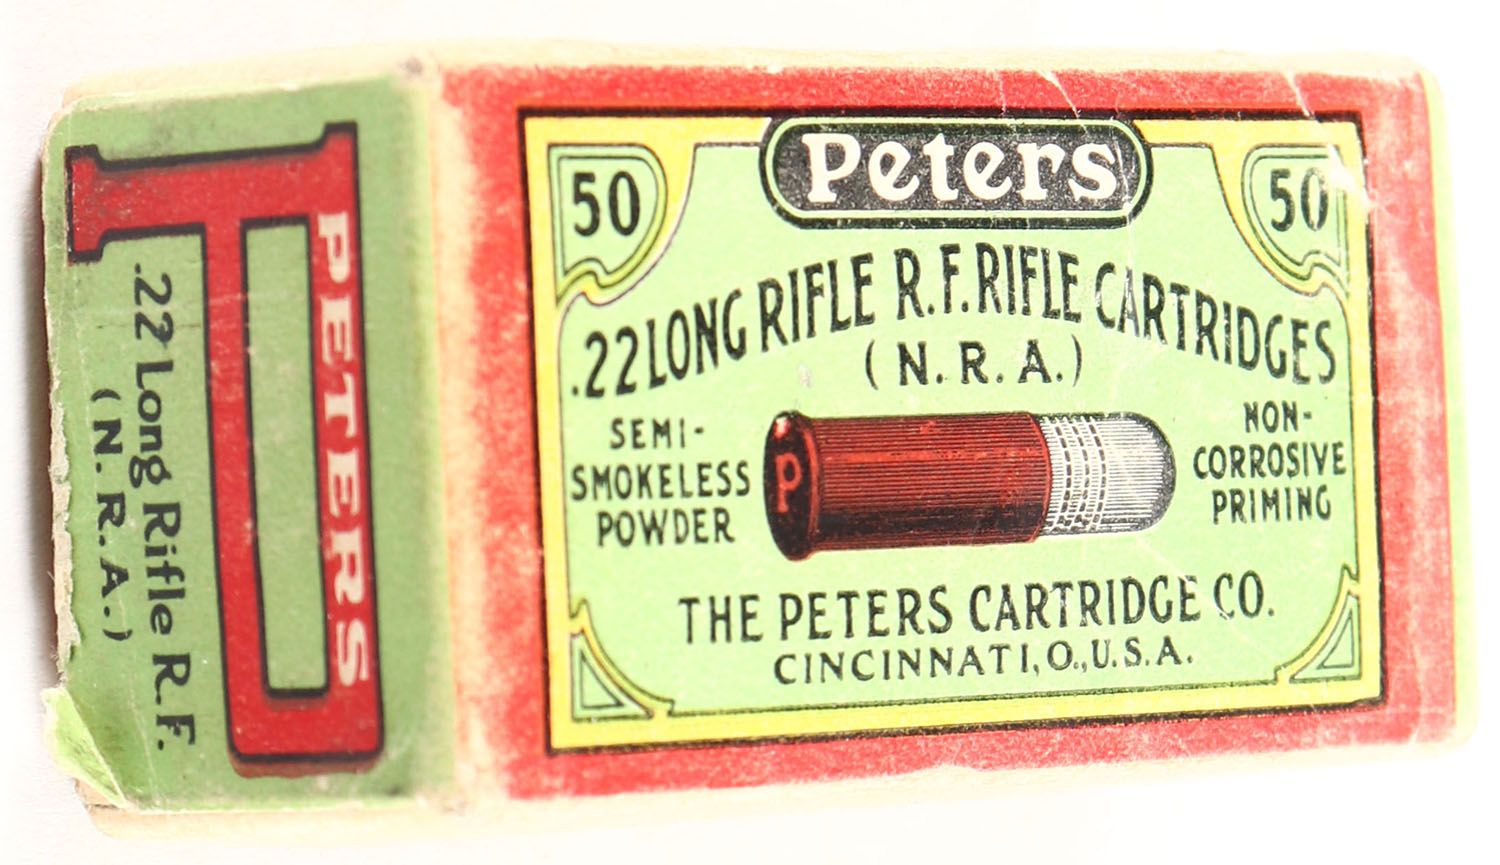 PETERS
.22 Long Rifle R.F.
(N.R.A.)
Peters
50
50
.22 LONG RIFLE R.F. RIFLE CARTRIDGES
(N.R.A.)
SEMI-
SMOKELESS
POWDER
P
NON-
CORROSIVE
PRIMING
THE PETERS CARTRIDGE CO.
CINCINNATI, O., U.S.A.